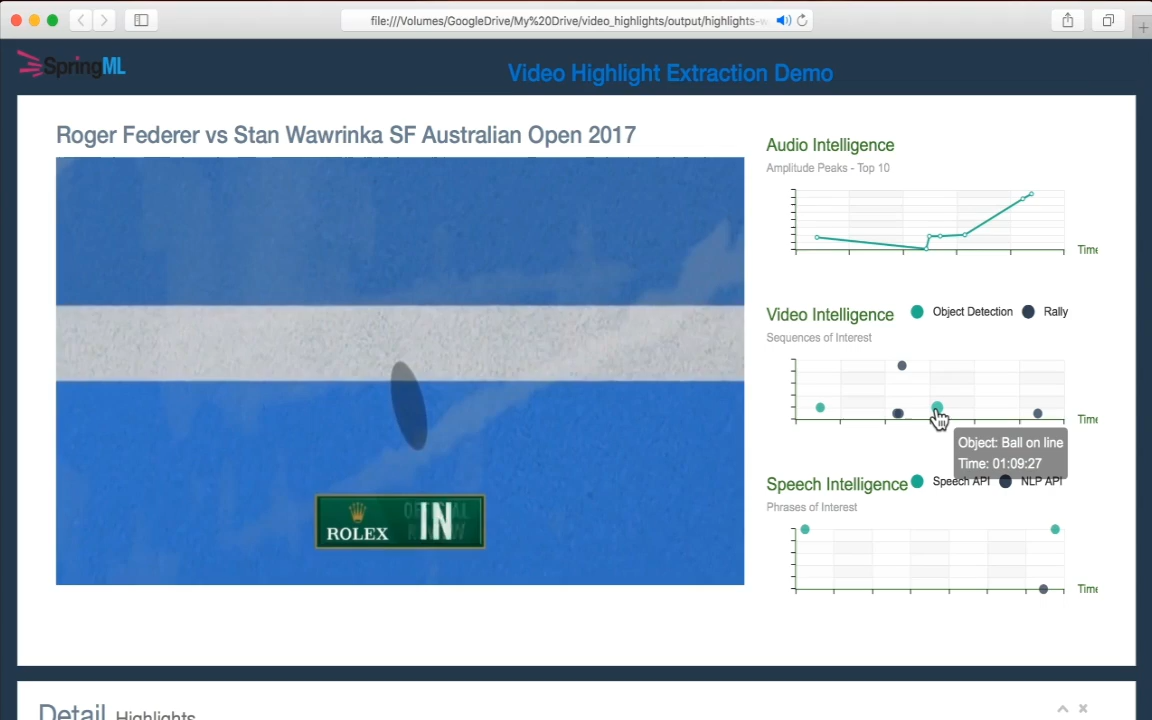 file:///Volumes/GoogleDrive/My%20Drive/video_highlights/output/highlights-w
SpringML
Video Highlight Extraction Demo
Roger Federer vs Stan Wawrinka SF Australian Open 2017
ROLEX
IN
Audio Intelligence
Amplitude Peaks - Top 10
Time
Video Intelligence
Object Detection
Rally
Sequences of Interest
Time
Object: Ball on line
Time: 01:09:27
Speech Intelligence
Speech API
NLP API
Phrases of Interest
Time
Detail Highlights